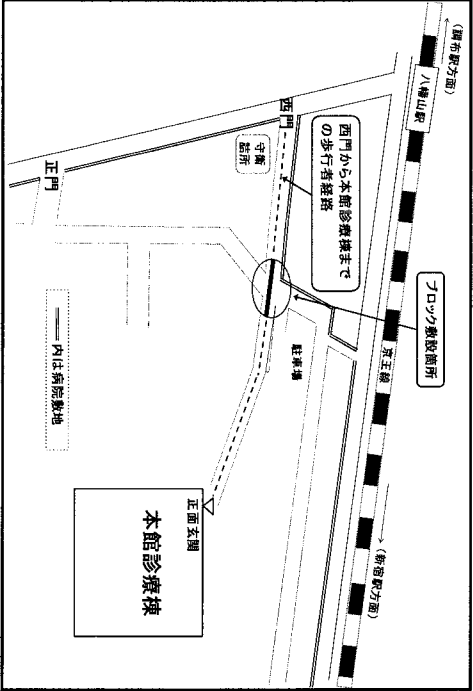 (調布駅方面)
八幡山駅
京王線
(新宿駅方面)
ブロック敷設箇所
西門から本館診療棟まで
の歩行者経路
西門
守衛
詰所
正門
駐車場
正面玄関
本館診療棟
内は病院敷地